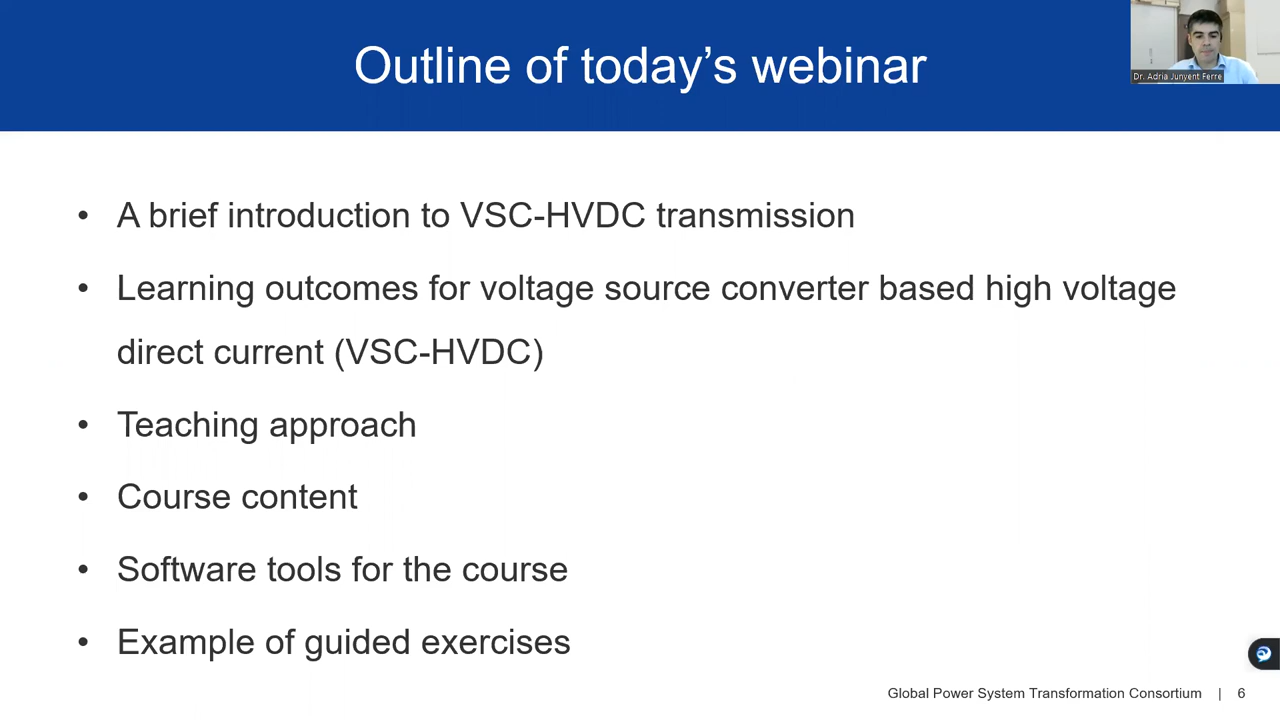 Outline of today's webinar
Dr. Adria Junyent Ferre
• A brief introduction to VSC-HVDC transmission
• Learning outcomes for voltage source converter based high voltage
direct current (VSC-HVDC)
• Teaching approach
• Course content
• Software tools for the course
• Example of guided exercises
Global Power System Transformation Consortium | 6